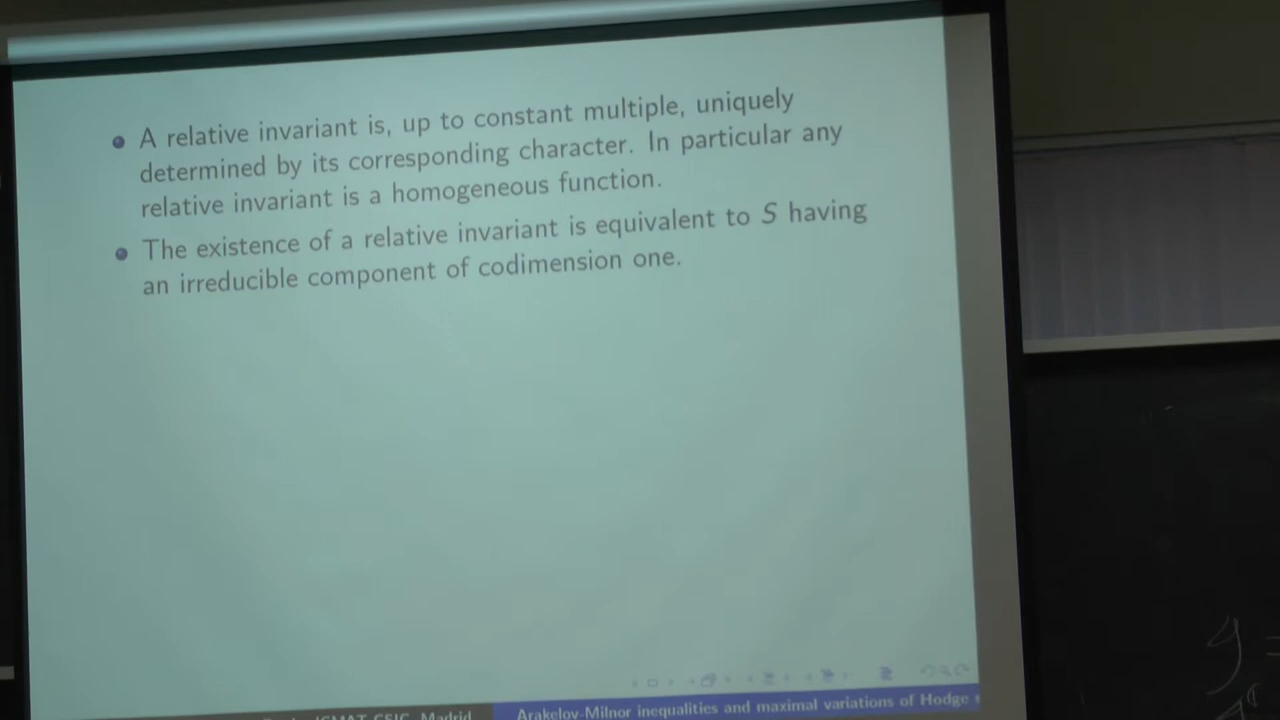 A relative invariant is, up to constant multiple, uniquely
determined by its corresponding character. In particular any
relative invariant is a homogeneous function.
The existence of a relative invariant is equivalent to S having
an irreducible component of codimension one.
ICMAT-CSIC, Madrid
Arakelov-Milnor inequalities and maximal variations of Hodge